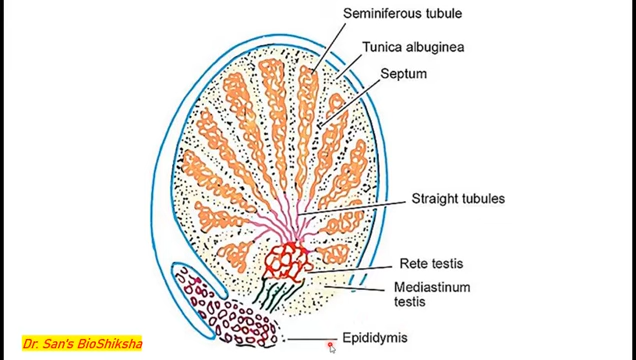 Seminiferous tubule
Tunica albuginea
Septum
Straight tubules
Rete testis
Mediastinum
testis
Epididymis
Dr. San's BioShiksha